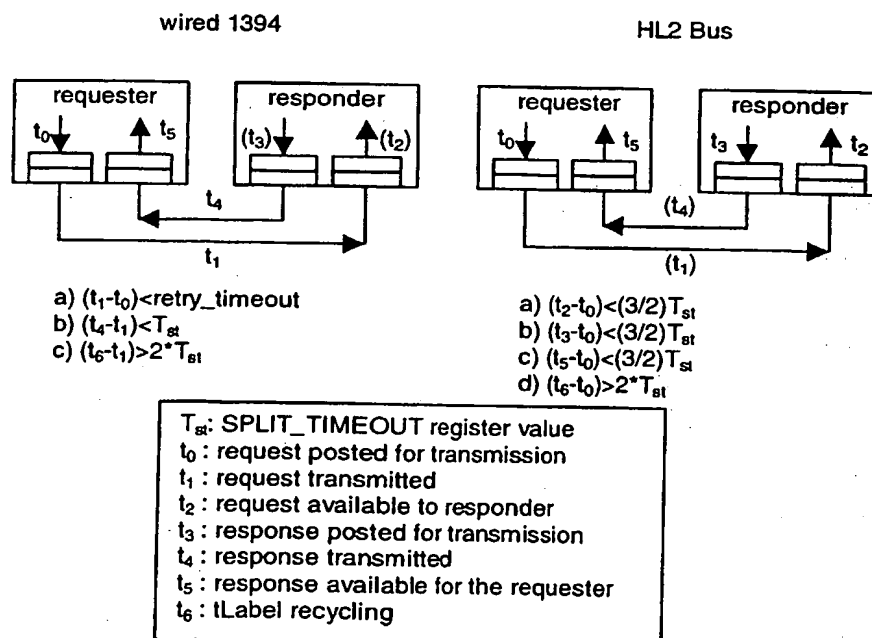 wired 1394
HL2 Bus
requester
responder
t₀
t₅
(t₃)
(t₂)
t₄
t₁
requester
responder
t₀
t₅
t₃
t₂
(t₄)
(t₁)
a) (t₁-t₀)<retry_timeout
b) (t₄-t₁)<Tst
c) (t₆-t₁)>2*Tst
a) (t₂-t₀)<(3/2)Tst
b) (t₃-t₀)<(3/2)Tst
c) (t₅-t₀)<(3/2)Tst
d) (t₆-t₀)>2*Tst
Tst: SPLIT_TIMEOUT register value
t₀ : request posted for transmission
t₁ : request transmitted
t₂ : request available to responder
t₃ : response posted for transmission
t₄ : response transmitted
t₅ : response available for the requester
t₆ : tLabel recycling